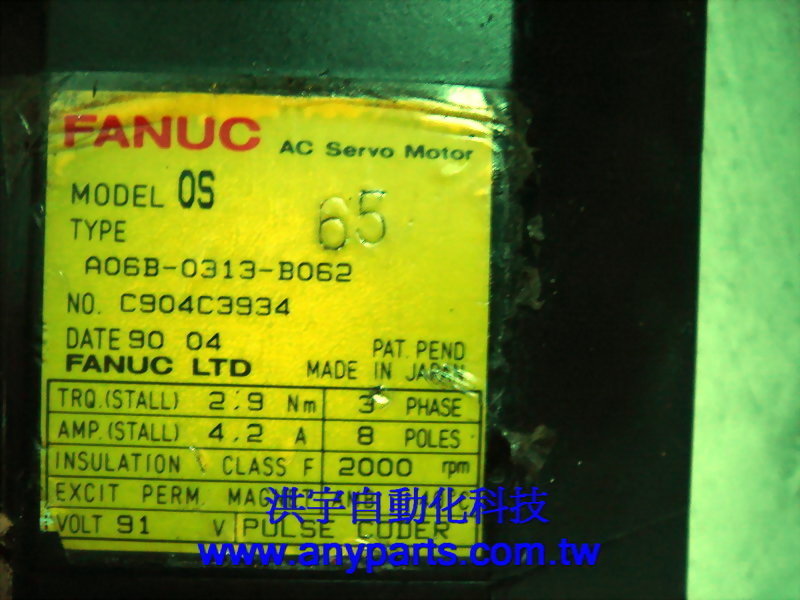 FANUC AC Servo Motor
MODEL 0S
65
TYPE
A06B-0313-B062
NO. C904C3934
DATE 90 04
PAT. PEND
FANUC LTD MADE IN JAPAN
TRQ.(STALL) 2.9 Nm 3 PHASE
AMP.(STALL) 4.2 A 8 POLES
INSULATION CLASS F 2000 rpm
EXCIT PERM. MAGNET AND
洪宇自動化科技
VOLT 91 V PULSE CODER
www.anyparts.com.tw